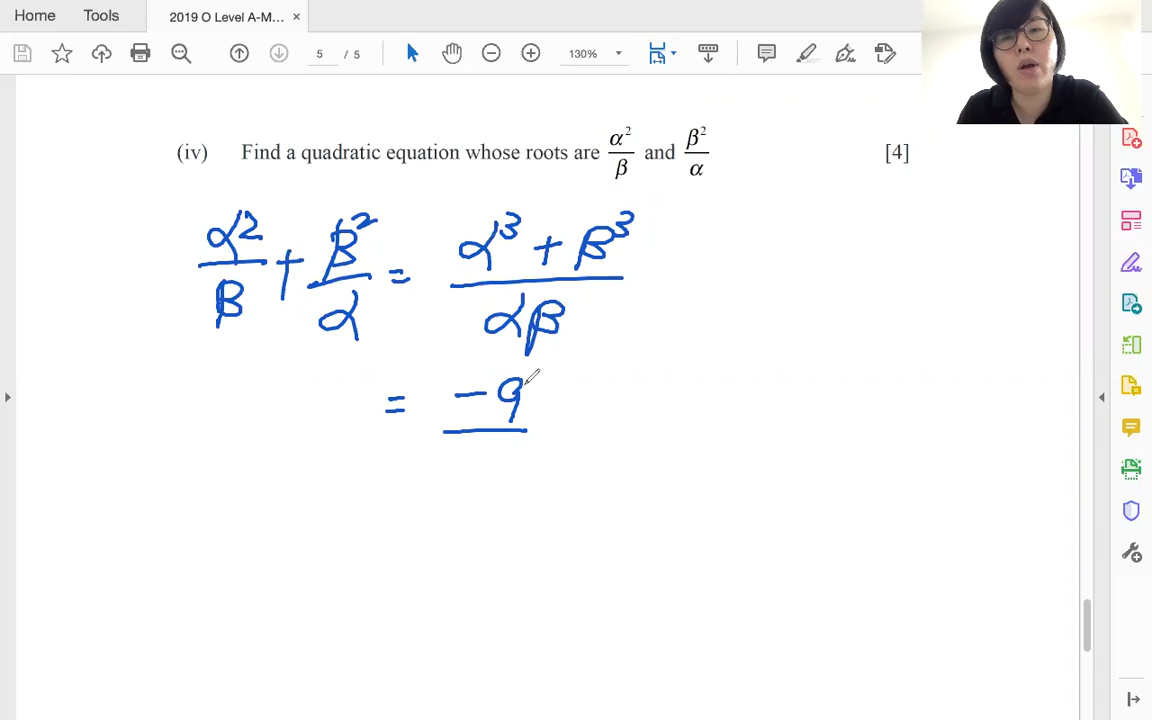 Home Tools 2019 O Level A-M... ×
5 / 5 130%
(iv) Find a quadratic equation whose roots are α²/β and β²/α [4]
α²/β + β²/α = (α³ + β³)/(αβ)
= -9